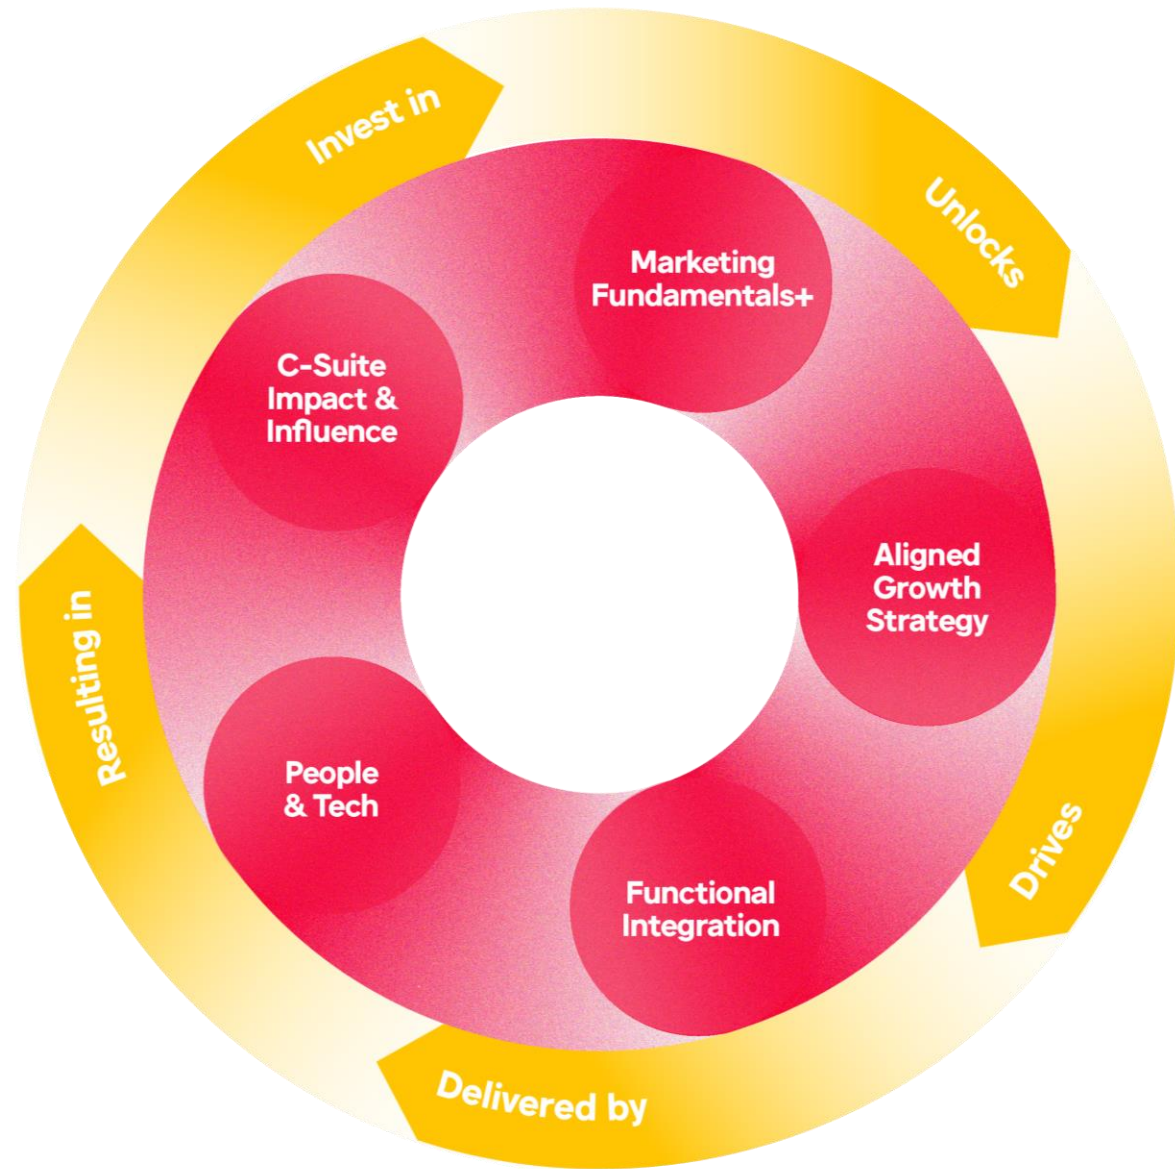 Invest in
Marketing
Fundamentals+
Unlocks
Aligned
Growth
Strategy
Drives
Functional
Integration
Delivered by
People
& Tech
Resulting in
C-Suite
Impact &
Influence